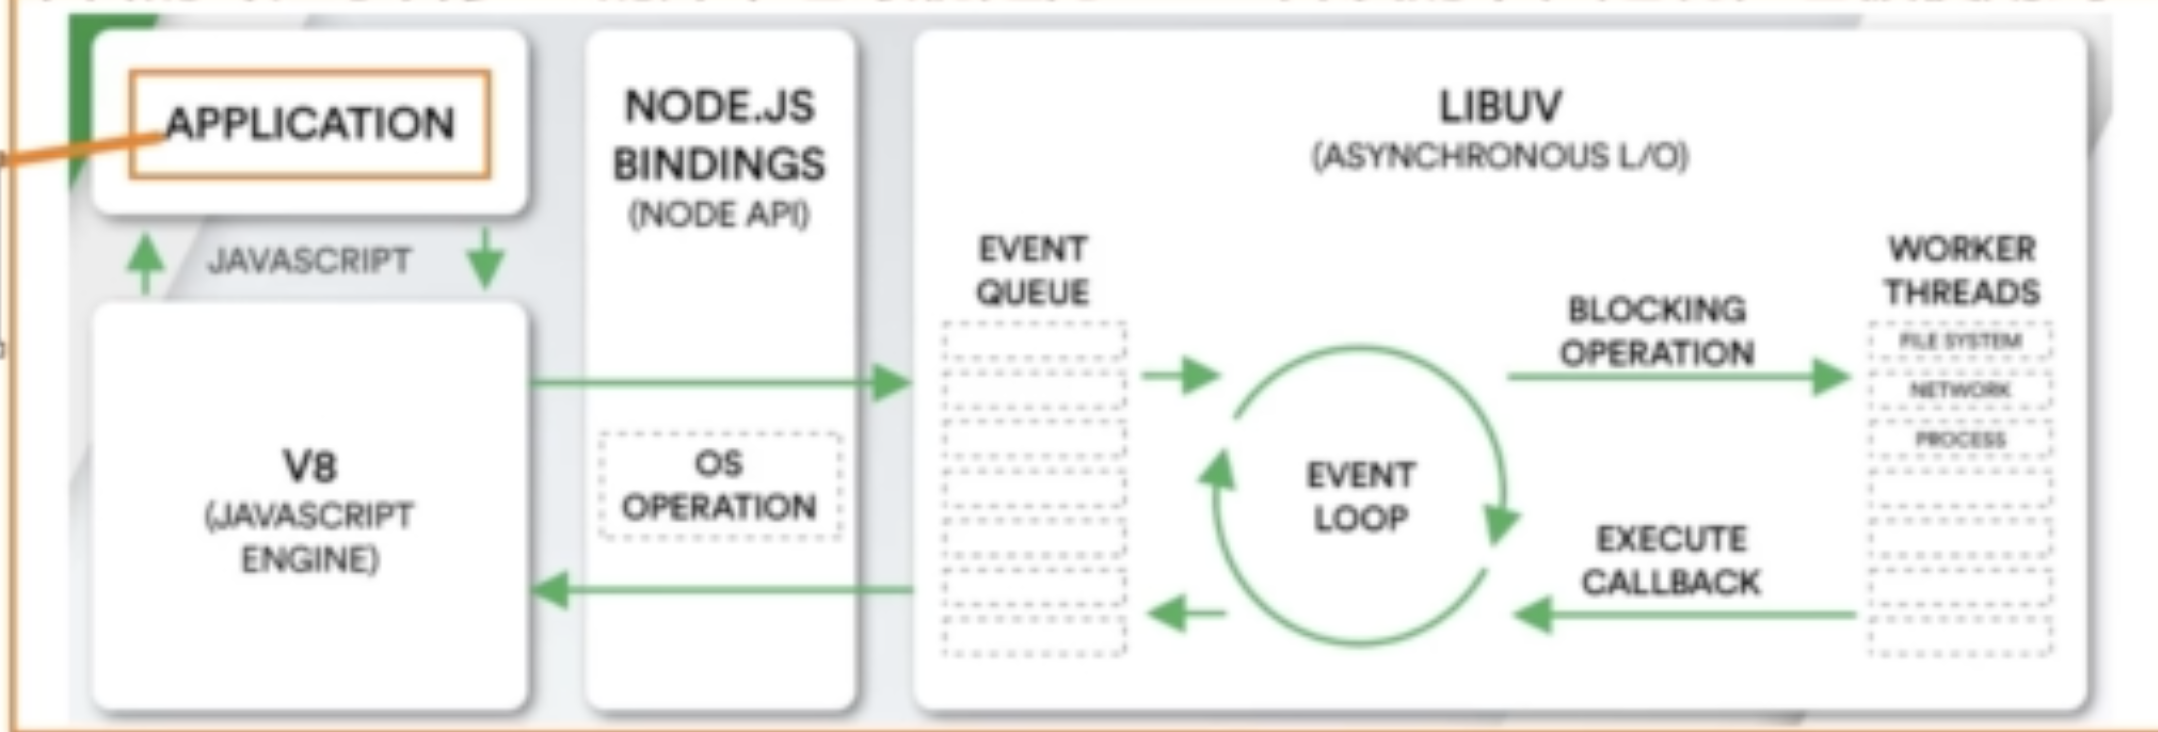 APPLICATION
JAVASCRIPT
V8
(JAVASCRIPT
ENGINE)
NODE.JS
BINDINGS
(NODE API)
OS
OPERATION
LIBUV
(ASYNCHRONOUS L/O)
EVENT
QUEUE
EVENT
LOOP
BLOCKING
OPERATION
EXECUTE
CALLBACK
WORKER
THREADS
FILE SYSTEM
NETWORK
PROCESS